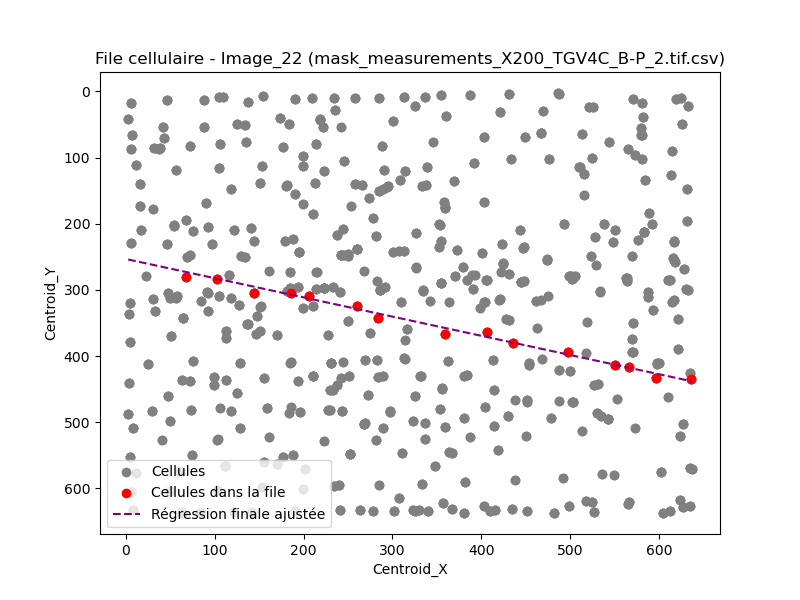 File cellulaire - Image_22 (mask_measurements_X200_TGV4C_B-P_2.tif.csv)
0
100
200
300
400
500
600
Centroid_Y
Cellules
Cellules dans la file
Régression finale ajustée
0 100 200 300 400 500 600
Centroid_X